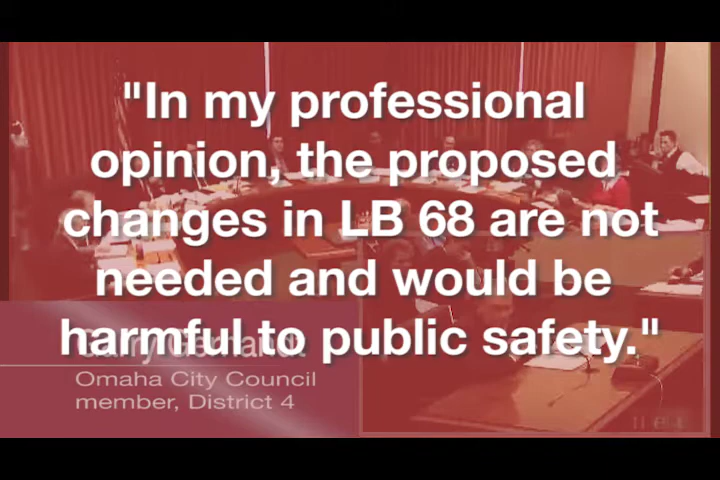 "In my professional
opinion, the proposed
changes in LB 68 are not
needed and would be
harmful to public safety."
Omaha City Council
member, District 4